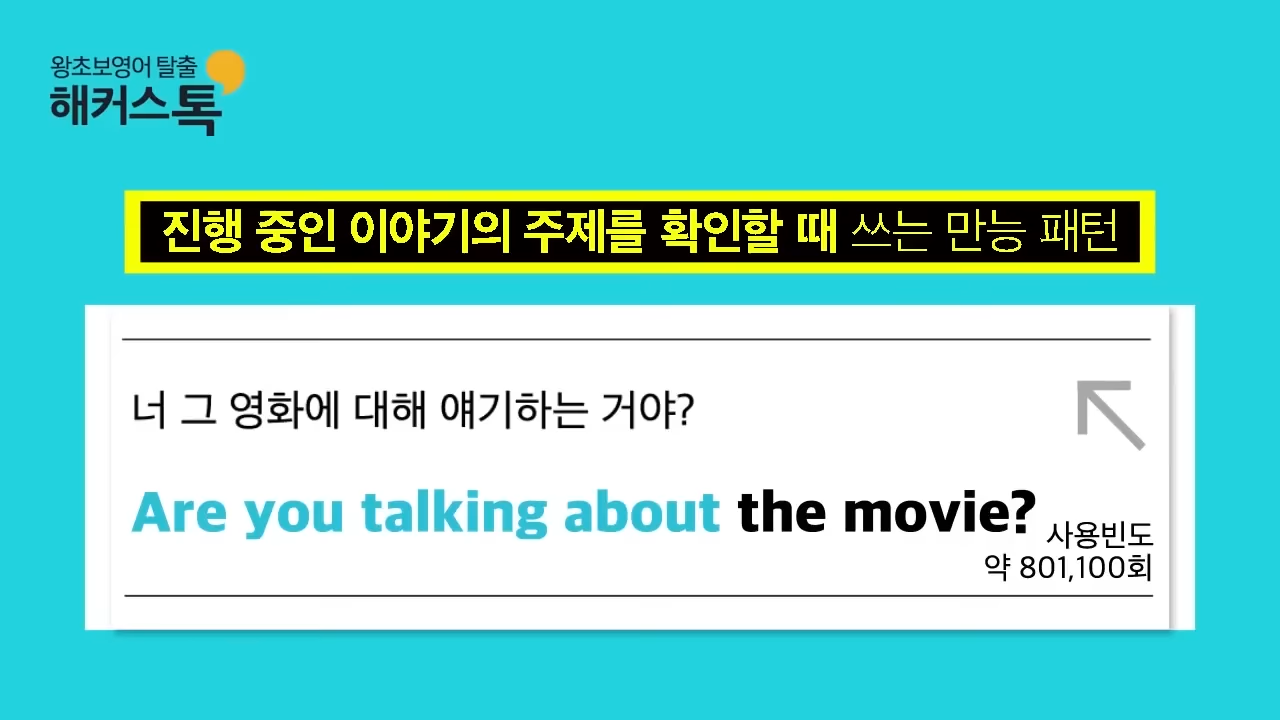 왕초보영어 탈출
해커스톡
진행 중인 이야기의 주제를 확인할 때 쓰는 만능 패턴
너 그 영화에 대해 얘기하는 거야?
Are you talking about the movie?
사용빈도
약 801,100회